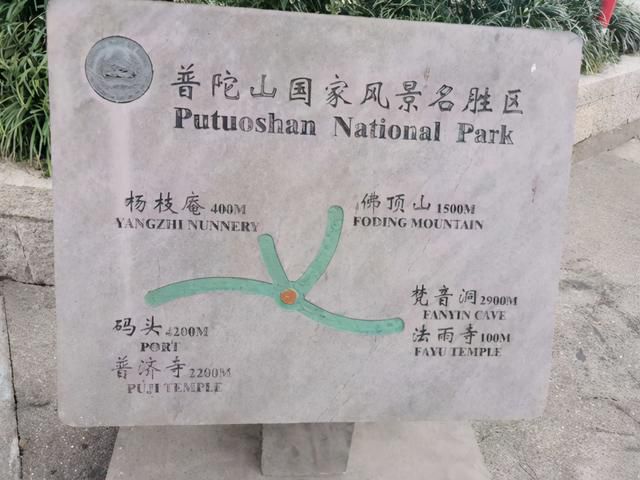 普陀山国家风景名胜区
Putuoshan National Park
杨枝庵 400M
YANGZHI NUNNERY
佛顶山 1500M
FODING MOUNTAIN
梵音洞 2900M
FANYIN CAVE
法雨寺 100M
FAYU TEMPLE
码头 4200M
PORT
普济寺 2200M
PUJI TEMPLE